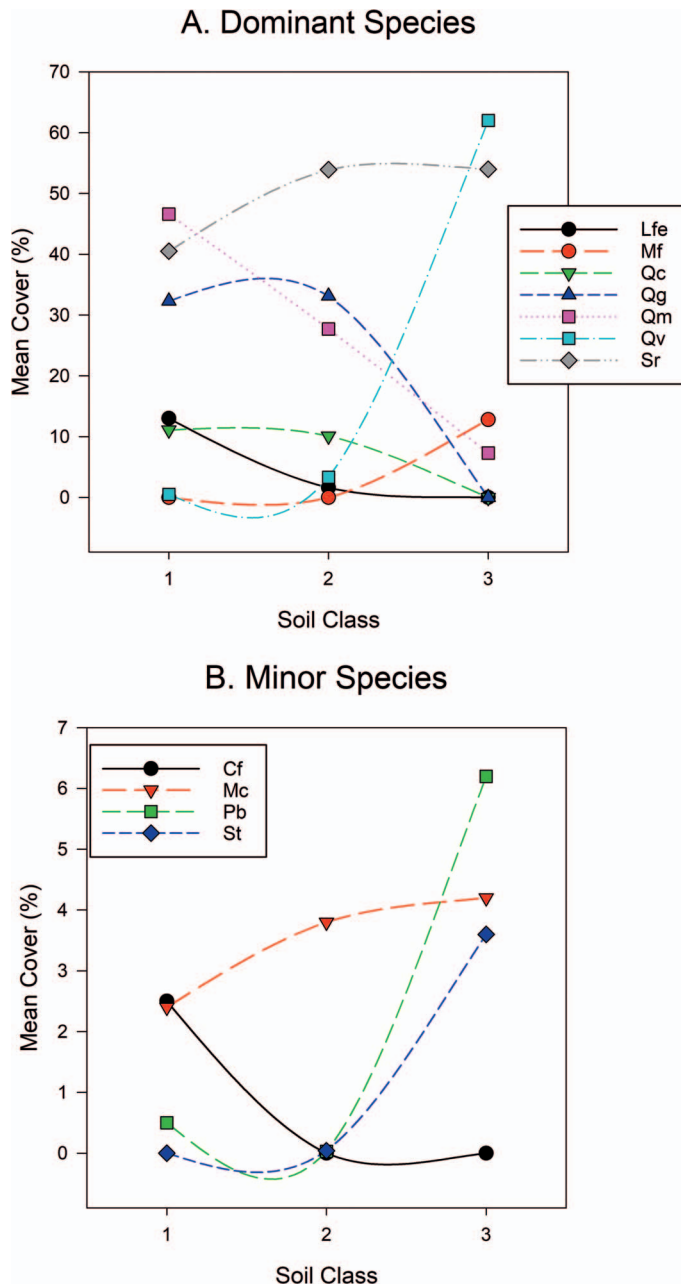 A. Dominant Species
70
60
50
40
30
20
10
0
Mean Cover (%)
Lfe
Mf
Qc
Qg
Qm
Qv
Sr
1 2 3
Soil Class
B. Minor Species
7
6
5
4
3
2
1
0
Mean Cover (%)
Cf
Mc
Pb
St
1 2 3
Soil Class